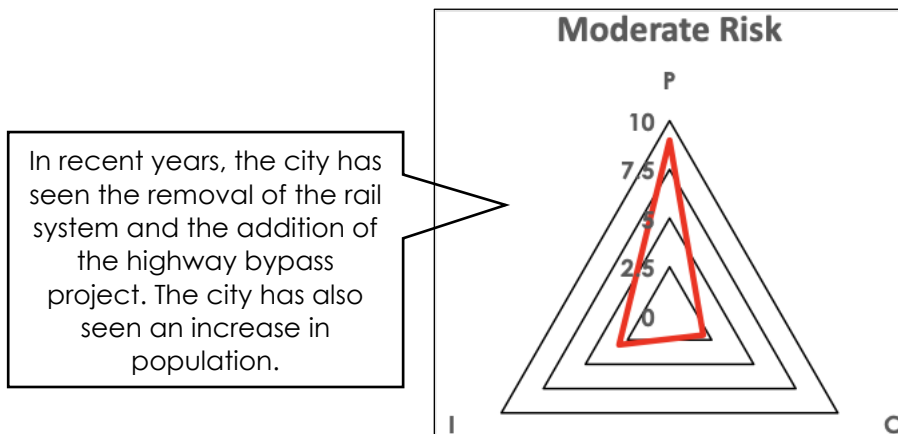 Moderate Risk
P
10
7.5
5
2.5
0
I
C
In recent years, the city has
seen the removal of the rail
system and the addition of
the highway bypass
project. The city has also
seen an increase in
population.